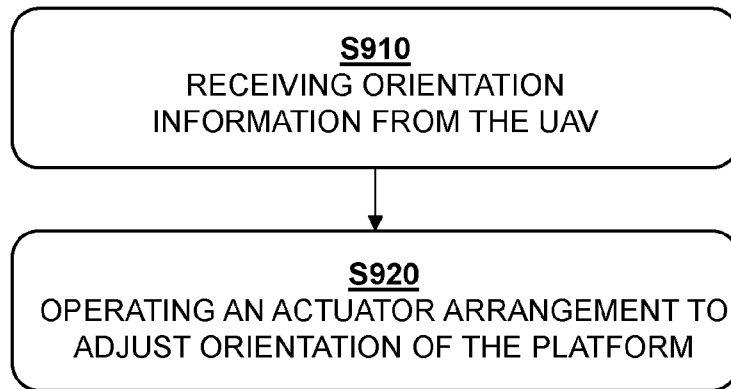 S910
RECEIVING ORIENTATION
INFORMATION FROM THE UAV
S920
OPERATING AN ACTUATOR ARRANGEMENT TO
ADJUST ORIENTATION OF THE PLATFORM